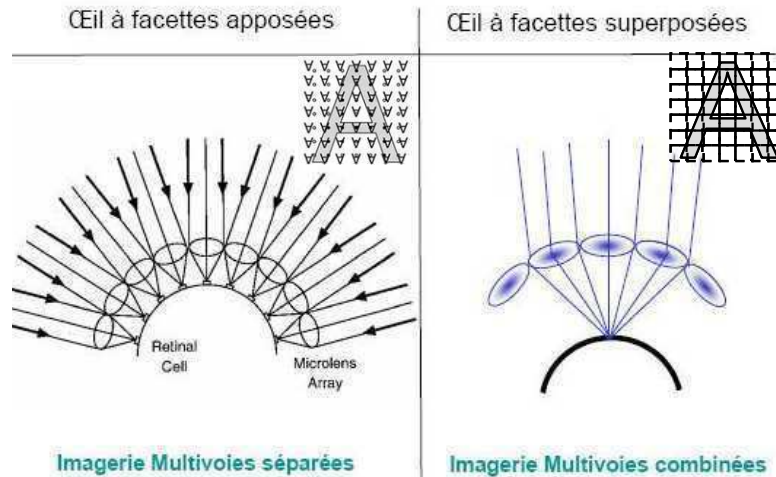 Œil à facettes apposées
Œil à facettes superposées
A
A
Retinal
Cell
Microlens
Array
Imagerie Multivoies séparées
Imagerie Multivoies combinées